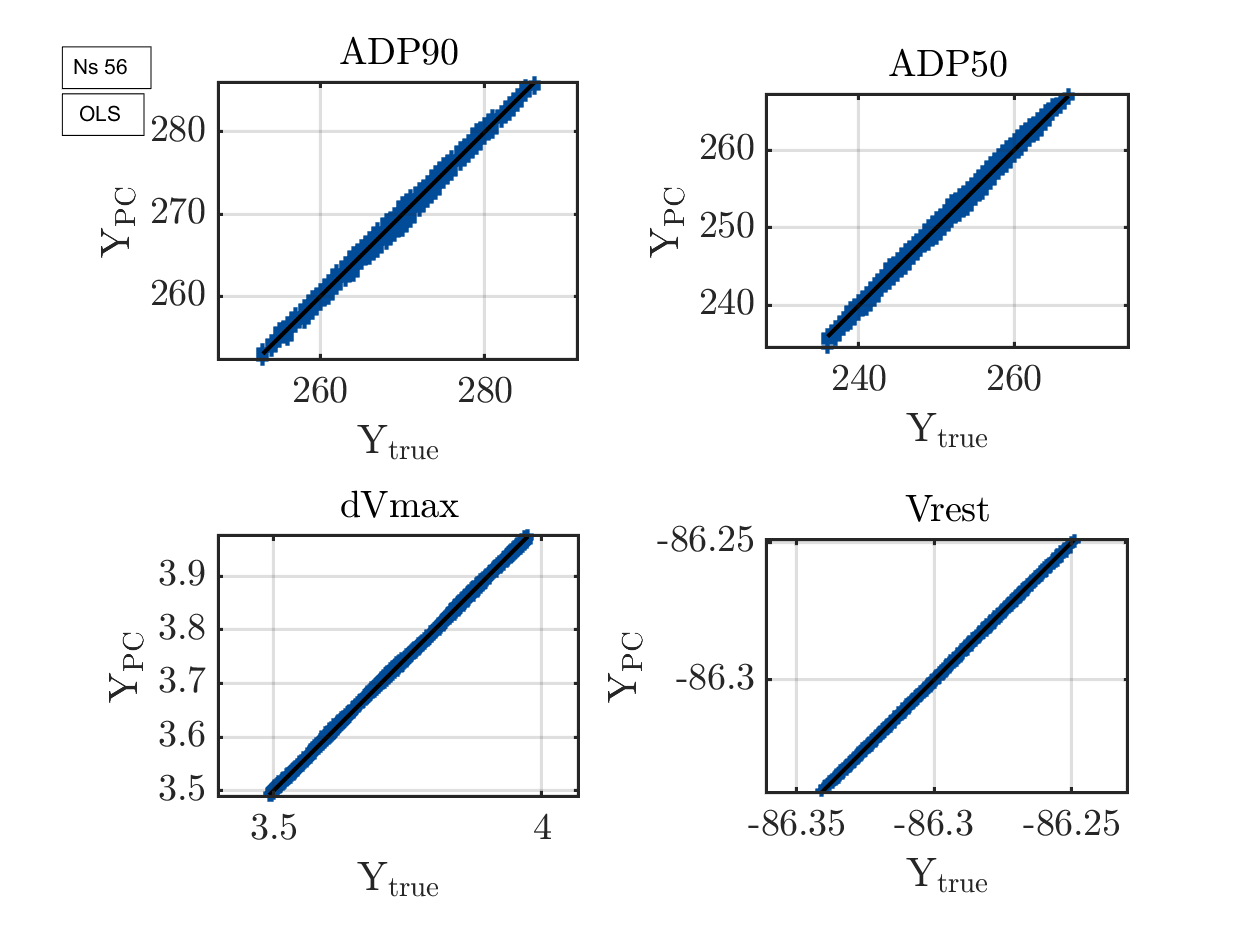 Ns 56
OLS
ADP90
280
270
260
Y_PC
260 280
Y_true
ADP50
260
250
240
Y_PC
240 260
Y_true
dVmax
3.9
3.8
3.7
3.6
3.5
Y_PC
3.5 4
Y_true
Vrest
-86.25
-86.3
Y_PC
-86.35 -86.3 -86.25
Y_true